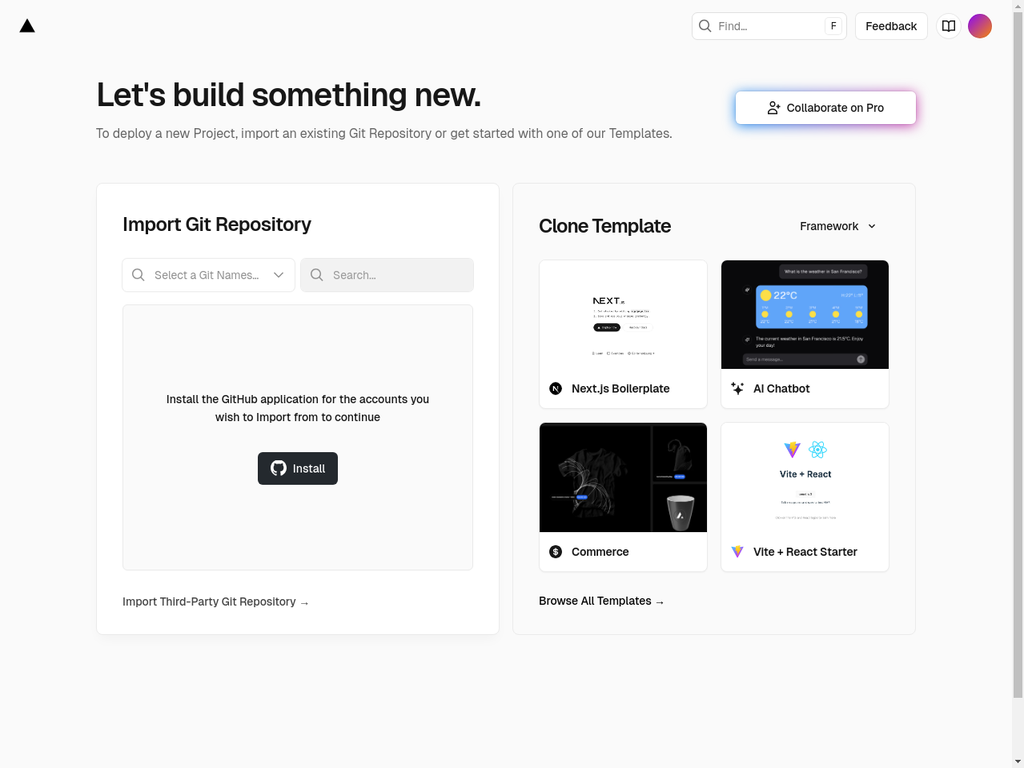 Find...
F
Feedback
Let's build something new.
To deploy a new Project, import an existing Git Repository or get started with one of our Templates.
Collaborate on Pro
Import Git Repository
Select a Git Names...
Search...
Install the GitHub application for the accounts you
wish to Import from to continue
Install
Import Third-Party Git Repository →
Clone Template
Framework
NEXT.js
Next.js Boilerplate
What is the weather in San Francisco?
22°C
The current weather in San Francisco is 21.5°C. Enjoy
your day!
Send a message...
AI Chatbot
Commerce
Vite + React
Vite + React Starter
Browse All Templates →